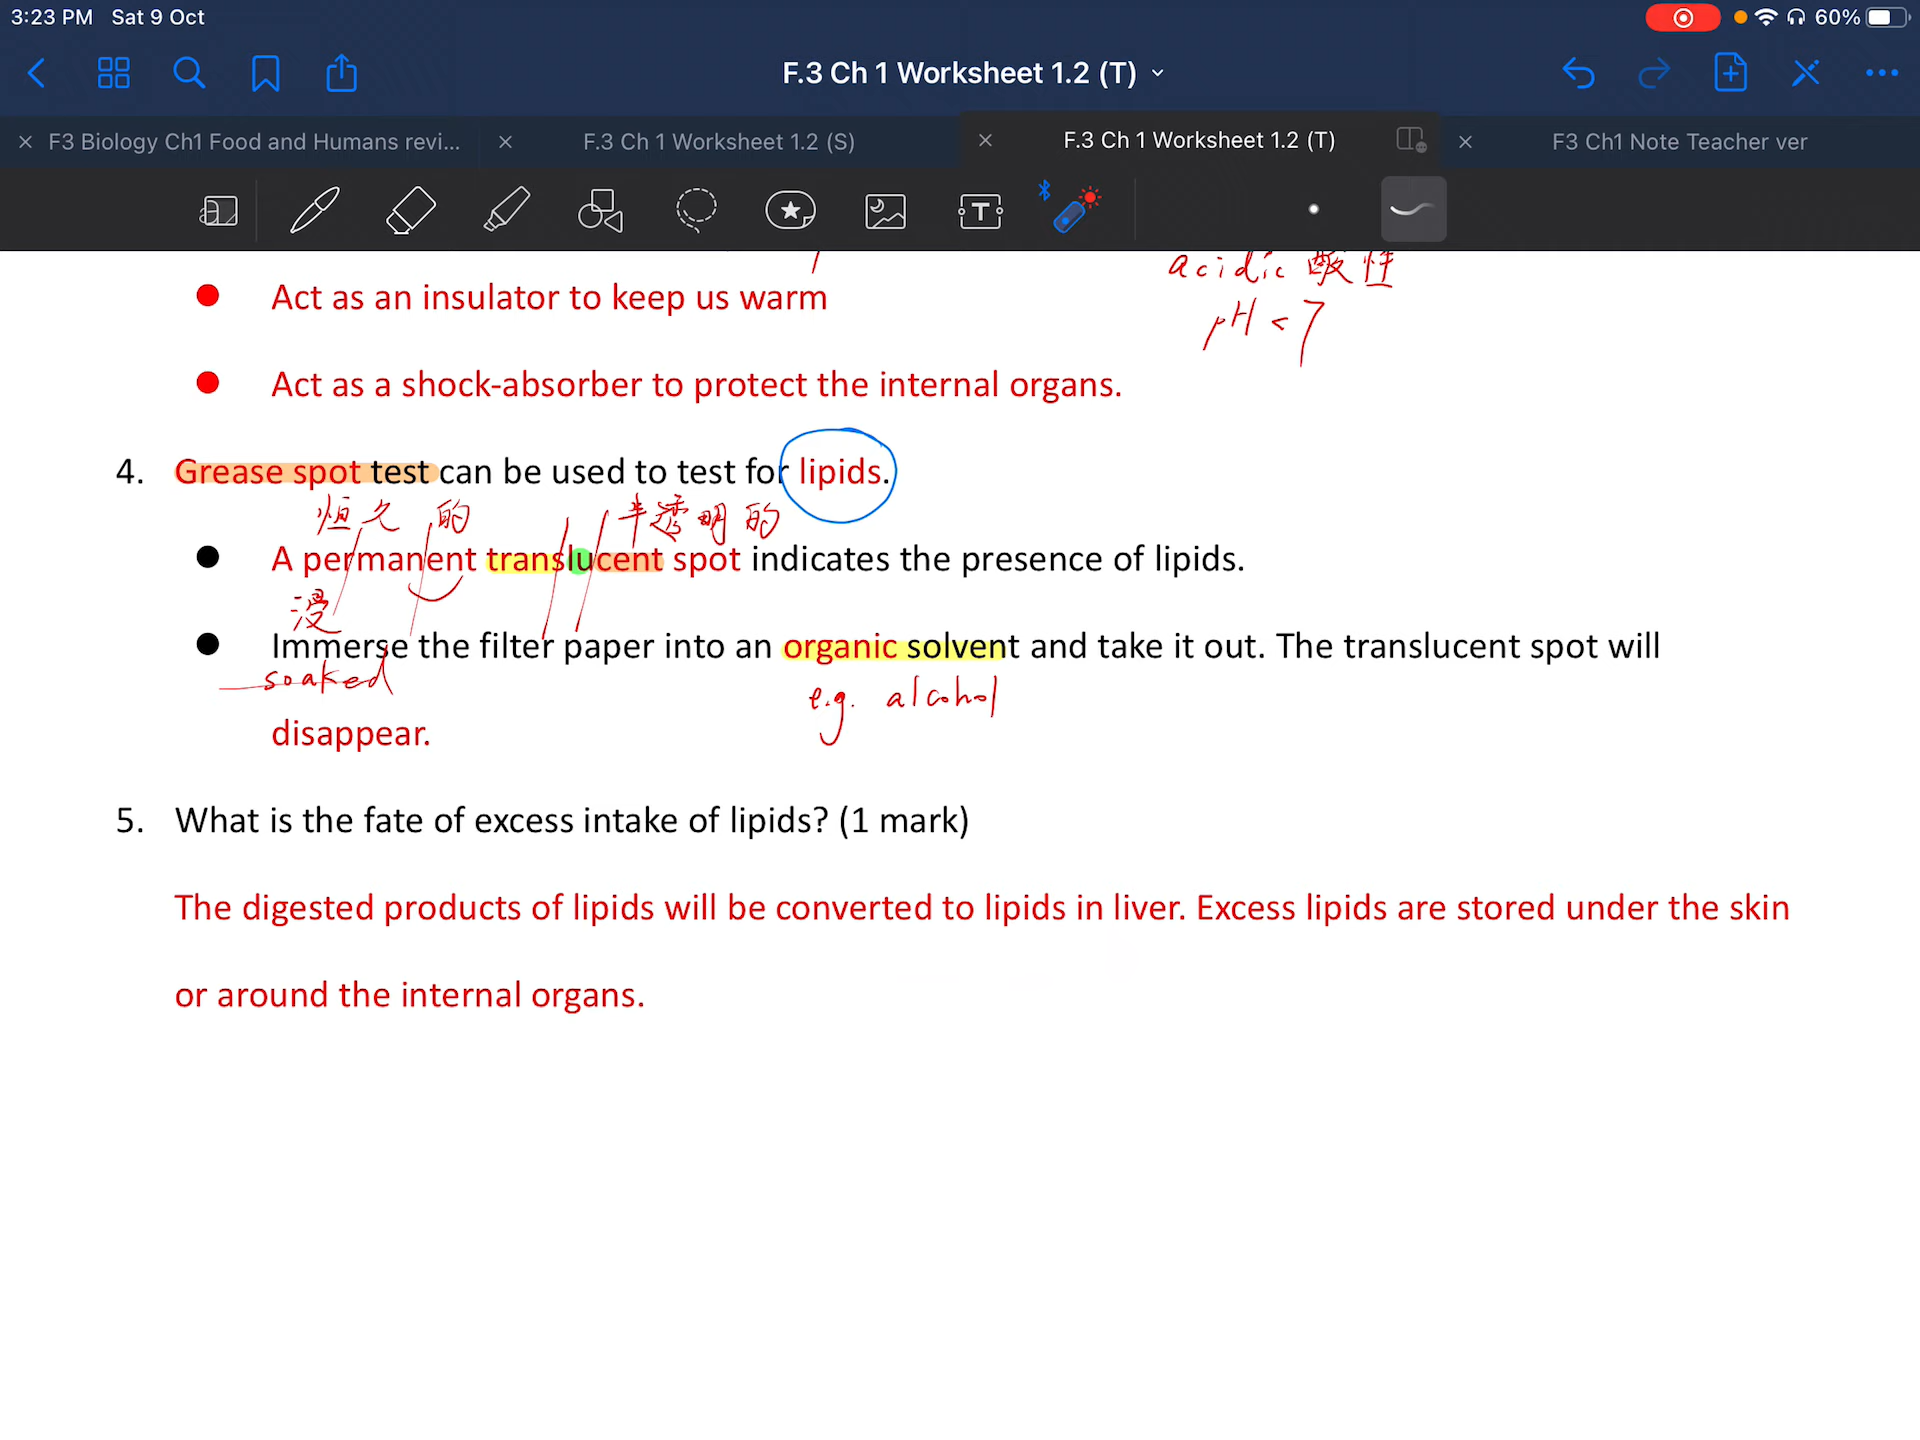 3:23 PM Sat 9 Oct
60%
F.3 Ch 1 Worksheet 1.2 (T)
F3 Biology Ch1 Food and Humans revi...
F.3 Ch 1 Worksheet 1.2 (S)
F.3 Ch 1 Worksheet 1.2 (T)
F3 Ch1 Note Teacher ver
acidic 酸性
Act as an insulator to keep us warm
pH < 7
Act as a shock-absorber to protect the internal organs.
4. Grease spot test can be used to test for lipids.
恒久的 半透明的
A permanent translucent spot indicates the presence of lipids.
浸
Immerse the filter paper into an organic solvent and take it out. The translucent spot will
soaked e.g. alcohol
disappear.
5. What is the fate of excess intake of lipids? (1 mark)
The digested products of lipids will be converted to lipids in liver. Excess lipids are stored under the skin
or around the internal organs.